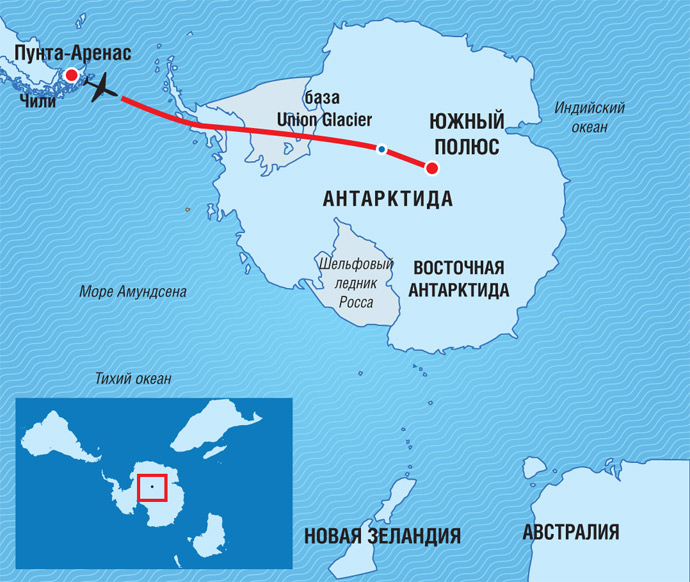 Пунта-Аренас
Чили
база
Union Glacier
ЮЖНЫЙ
ПОЛЮС
Индийский
океан
АНТАРКТИДА
Шельфовый
ледник
Росса
ВОСТОЧНАЯ
АНТАРКТИДА
Море Амундсена
Тихий океан
НОВАЯ ЗЕЛАНДИЯ
АВСТРАЛИЯ